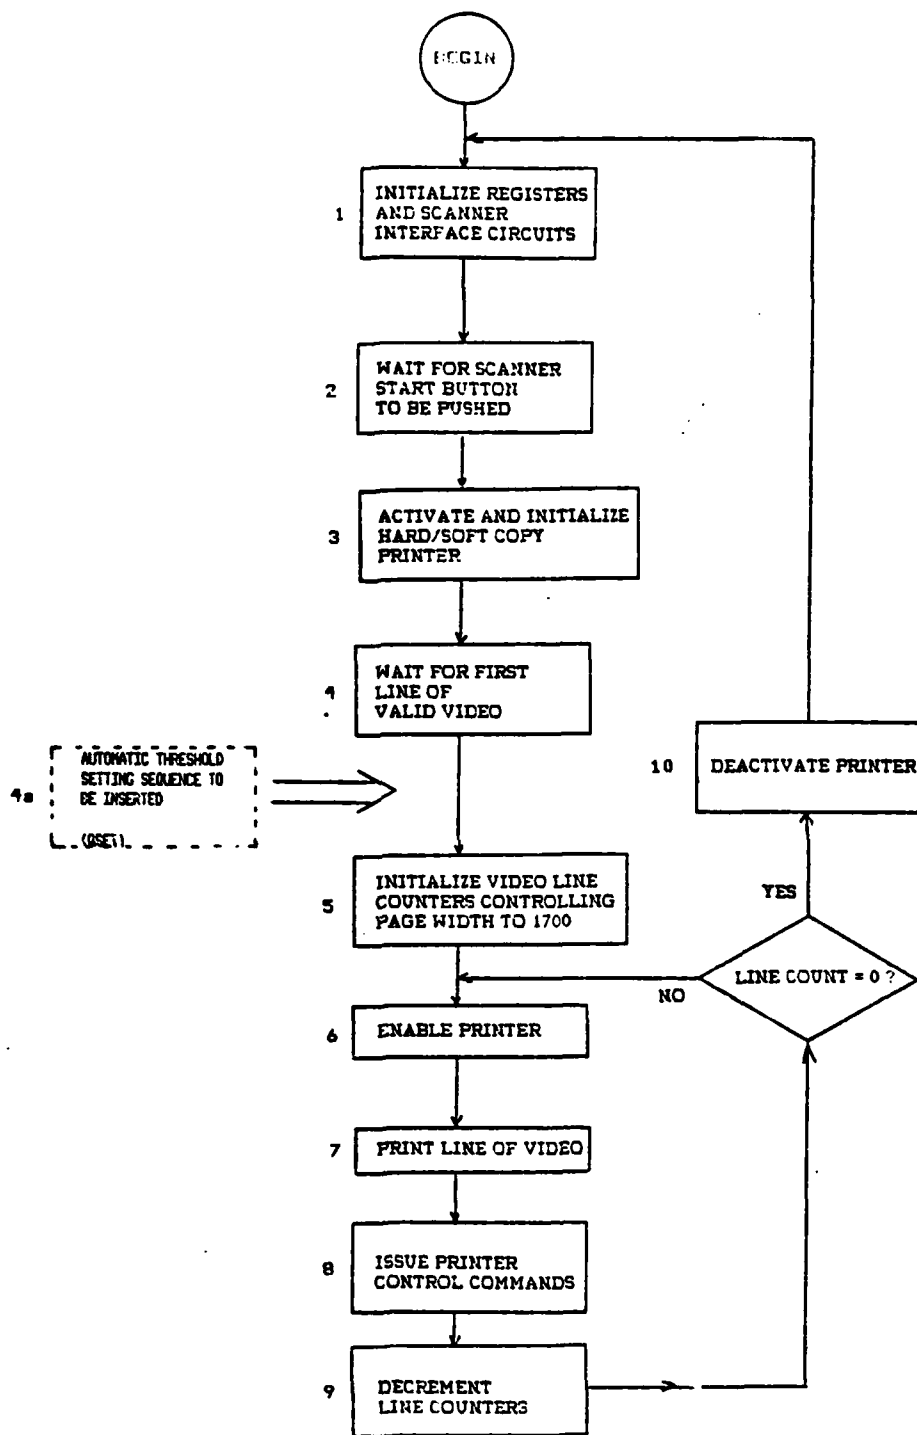 BEGIN
1
INITIALIZE REGISTERS
AND SCANNER
INTERFACE CIRCUITS
2
WAIT FOR SCANNER
START BUTTON
TO BE PUSHED
3
ACTIVATE AND INITIALIZE
HARD/SOFT COPY
PRINTER
4
WAIT FOR FIRST
LINE OF
VALID VIDEO
4a
AUTOMATIC THRESHOLD
SETTING SEQUENCE TO
BE INSERTED
10
DEACTIVATE PRINTER
5
INITIALIZE VIDEO LINE
COUNTERS CONTROLLING
PAGE WIDTH TO 1700
YES
LINE COUNT = 0 ?
NO
6
ENABLE PRINTER
7
PRINT LINE OF VIDEO
8
ISSUE PRINTER
CONTROL COMMANDS
9
DECREMENT
LINE COUNTERS